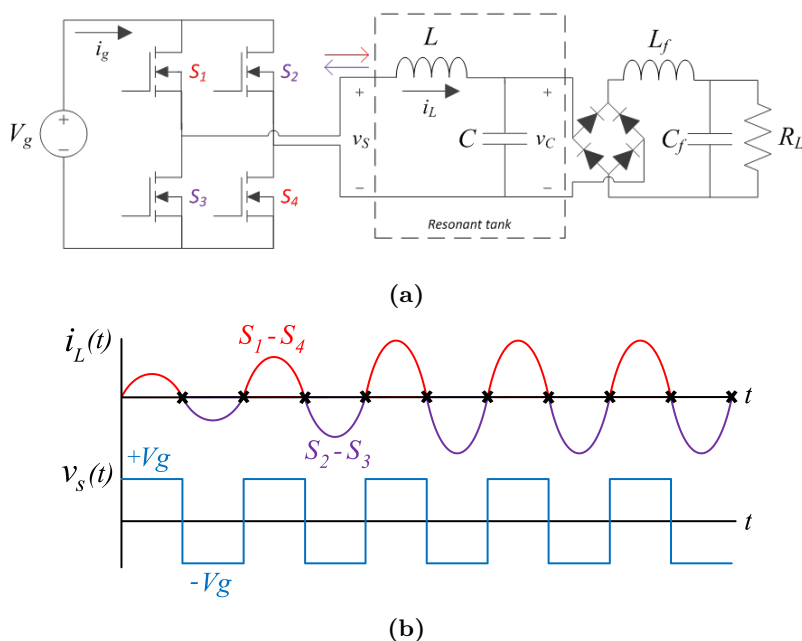 i_g
S_1
S_2
L
L_f
V_g
+
−
+
v_S
−
i_L
C
+
v_C
−
C_f
R_L
S_3
S_4
Resonant tank
(a)
i_L(t)
S_1-S_4
t
S_2-S_3
+Vg
v_s(t)
t
-Vg
(b)